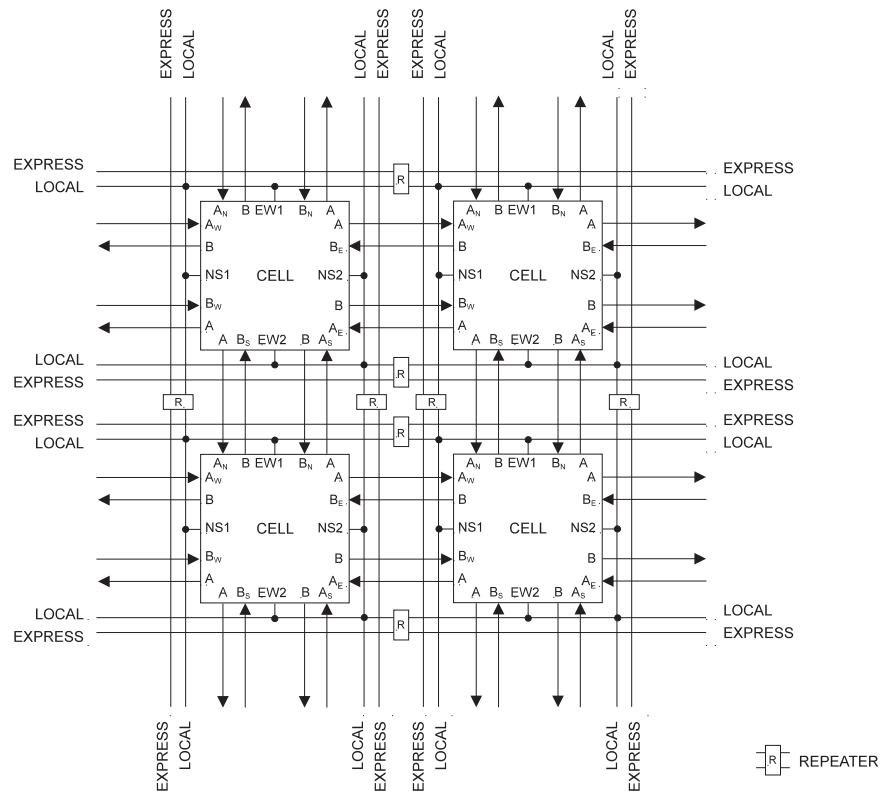 EXPRESS LOCAL LOCAL EXPRESS EXPRESS LOCAL LOCAL EXPRESS
EXPRESS R EXPRESS
LOCAL LOCAL
A_N B EW1 B_N A A_N B EW1 B_N A
A_W A A_W A
B B_E B B_E
NS1 CELL NS2 NS1 CELL NS2
B_W B B_W B
A A_E A A_E
A B_S EW2 B A_S A B_S EW2 B A_S
LOCAL R LOCAL
EXPRESS EXPRESS
R R R R
EXPRESS R EXPRESS
LOCAL LOCAL
A_N B EW1 B_N A A_N B EW1 B_N A
A_W A A_W A
B B_E B B_E
NS1 CELL NS2 NS1 CELL NS2
B_W B B_W B
A A_E A A_E
A B_S EW2 B A_S A B_S EW2 B A_S
LOCAL R LOCAL
EXPRESS EXPRESS
EXPRESS LOCAL LOCAL EXPRESS EXPRESS LOCAL LOCAL EXPRESS
R REPEATER